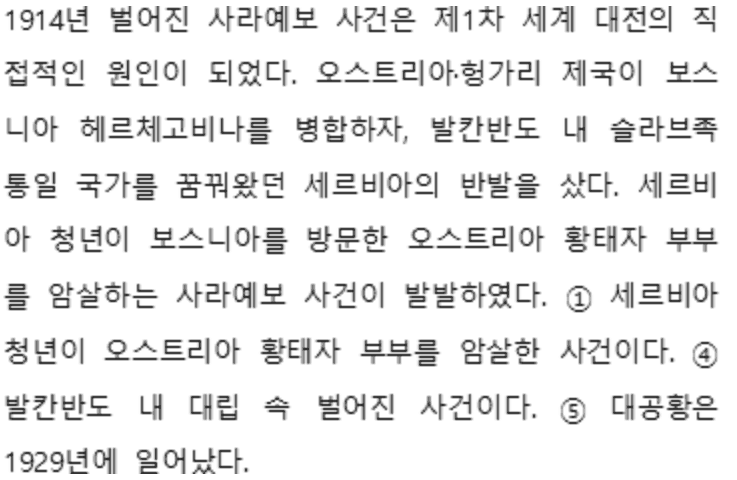 1914년 벌어진 사라예보 사건은 제1차 세계 대전의 직
접적인 원인이 되었다. 오스트리아·헝가리 제국이 보스
니아 헤르체고비나를 병합하자, 발칸반도 내 슬라브족
통일 국가를 꿈꿔왔던 세르비아의 반발을 샀다. 세르비
아 청년이 보스니아를 방문한 오스트리아 황태자 부부
를 암살하는 사라예보 사건이 발발하였다. ① 세르비아
청년이 오스트리아 황태자 부부를 암살한 사건이다. ④
발칸반도 내 대립 속 벌어진 사건이다. ⑤ 대공황은
1929년에 일어났다.